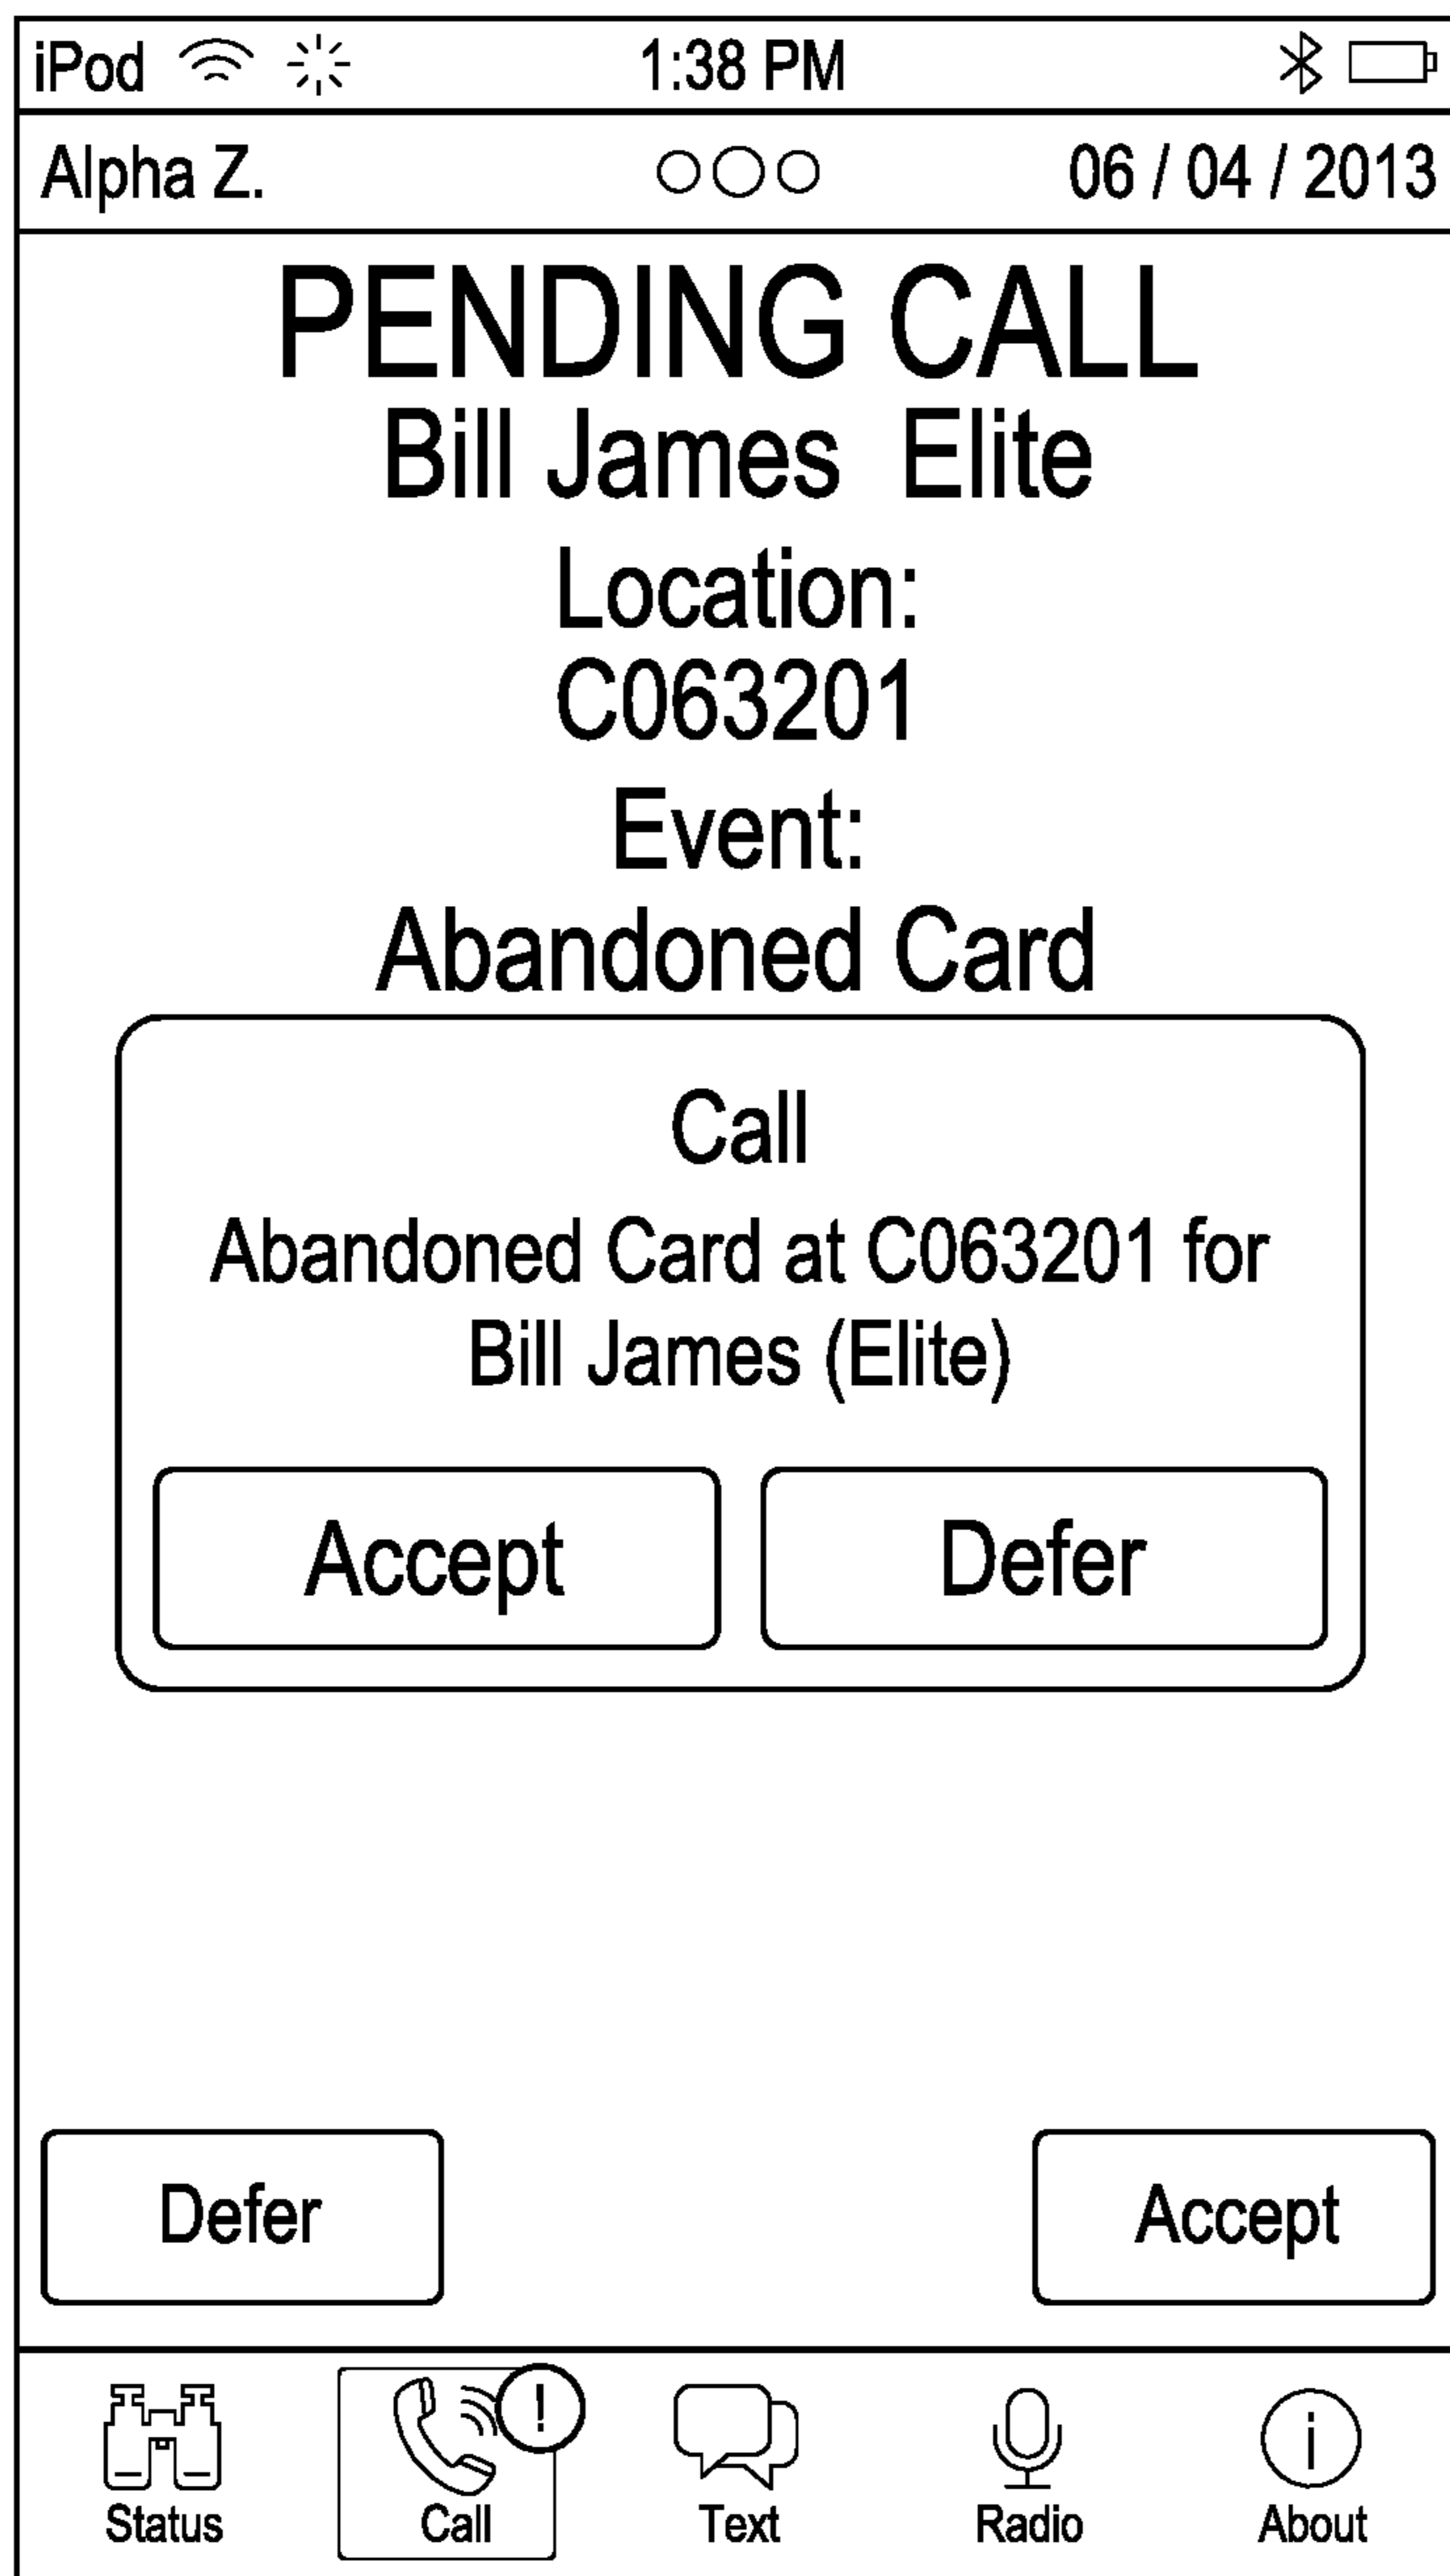 iPod 1:38 PM
Alpha Z. 06 / 04 / 2013
PENDING CALL
Bill James Elite
Location:
C063201
Event:
Abandoned Card
Call
Abandoned Card at C063201 for
Bill James (Elite)
Accept Defer
Defer Accept
!
i
Status Call Text Radio About